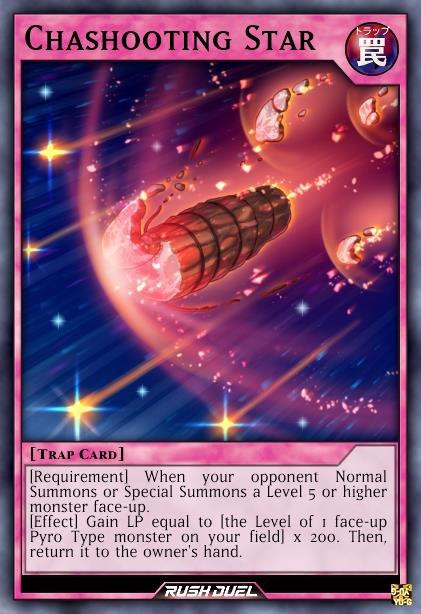 Chashooting Star
トラップ
罠
[Trap Card]
[Requirement] When your opponent Normal
Summons or Special Summons a Level 5 or higher
monster face-up.
[Effect] Gain LP equal to [the Level of 1 face-up
Pyro Type monster on your field] x 200. Then,
return it to the owner's hand.
RUSH DUEL